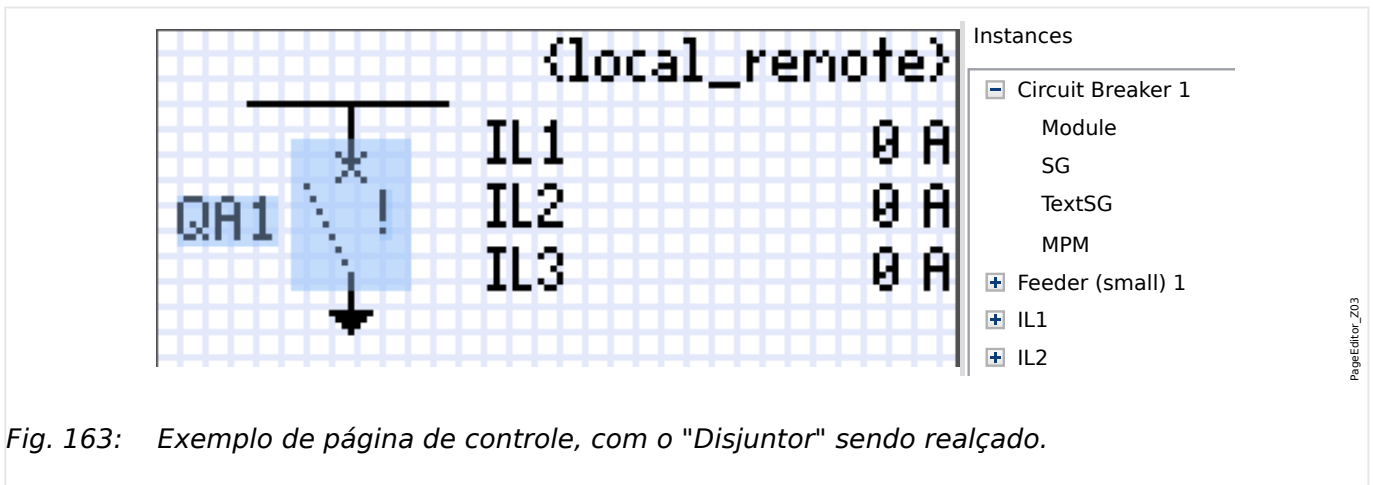 {local_remote}
IL1 0 A
QA1 ! IL2 0 A
IL3 0 A
Instances
Circuit Breaker 1
Module
SG
TextSG
MPM
Feeder (small) 1
IL1
IL2
PageEditor_Z03
Fig. 163: Exemplo de página de controle, com o "Disjuntor" sendo realçado.